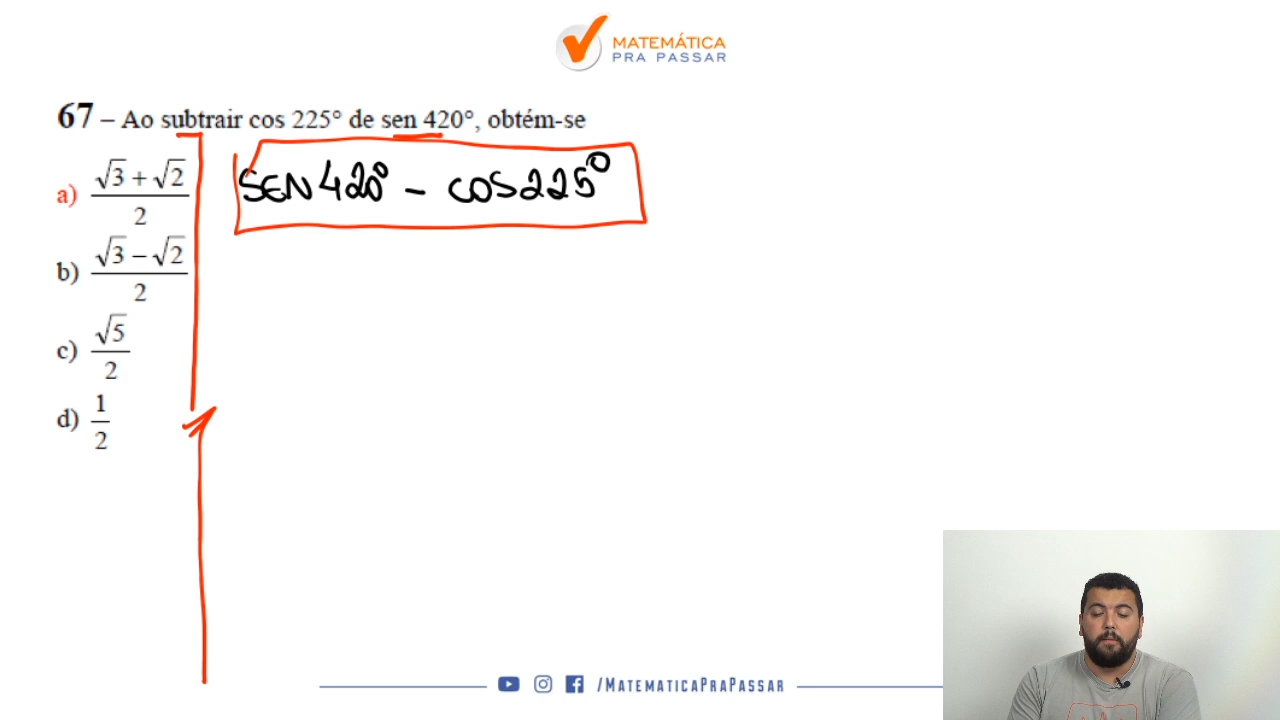 MATEMÁTICA
PRA PASSAR
67 – Ao subtrair cos 225° de sen 420°, obtém-se
a) (√3 + √2)/2
SEN 420° - COS 225°
b) (√3 – √2)/2
c) √5/2
d) 1/2
/MATEMATICAPRAPASSAR